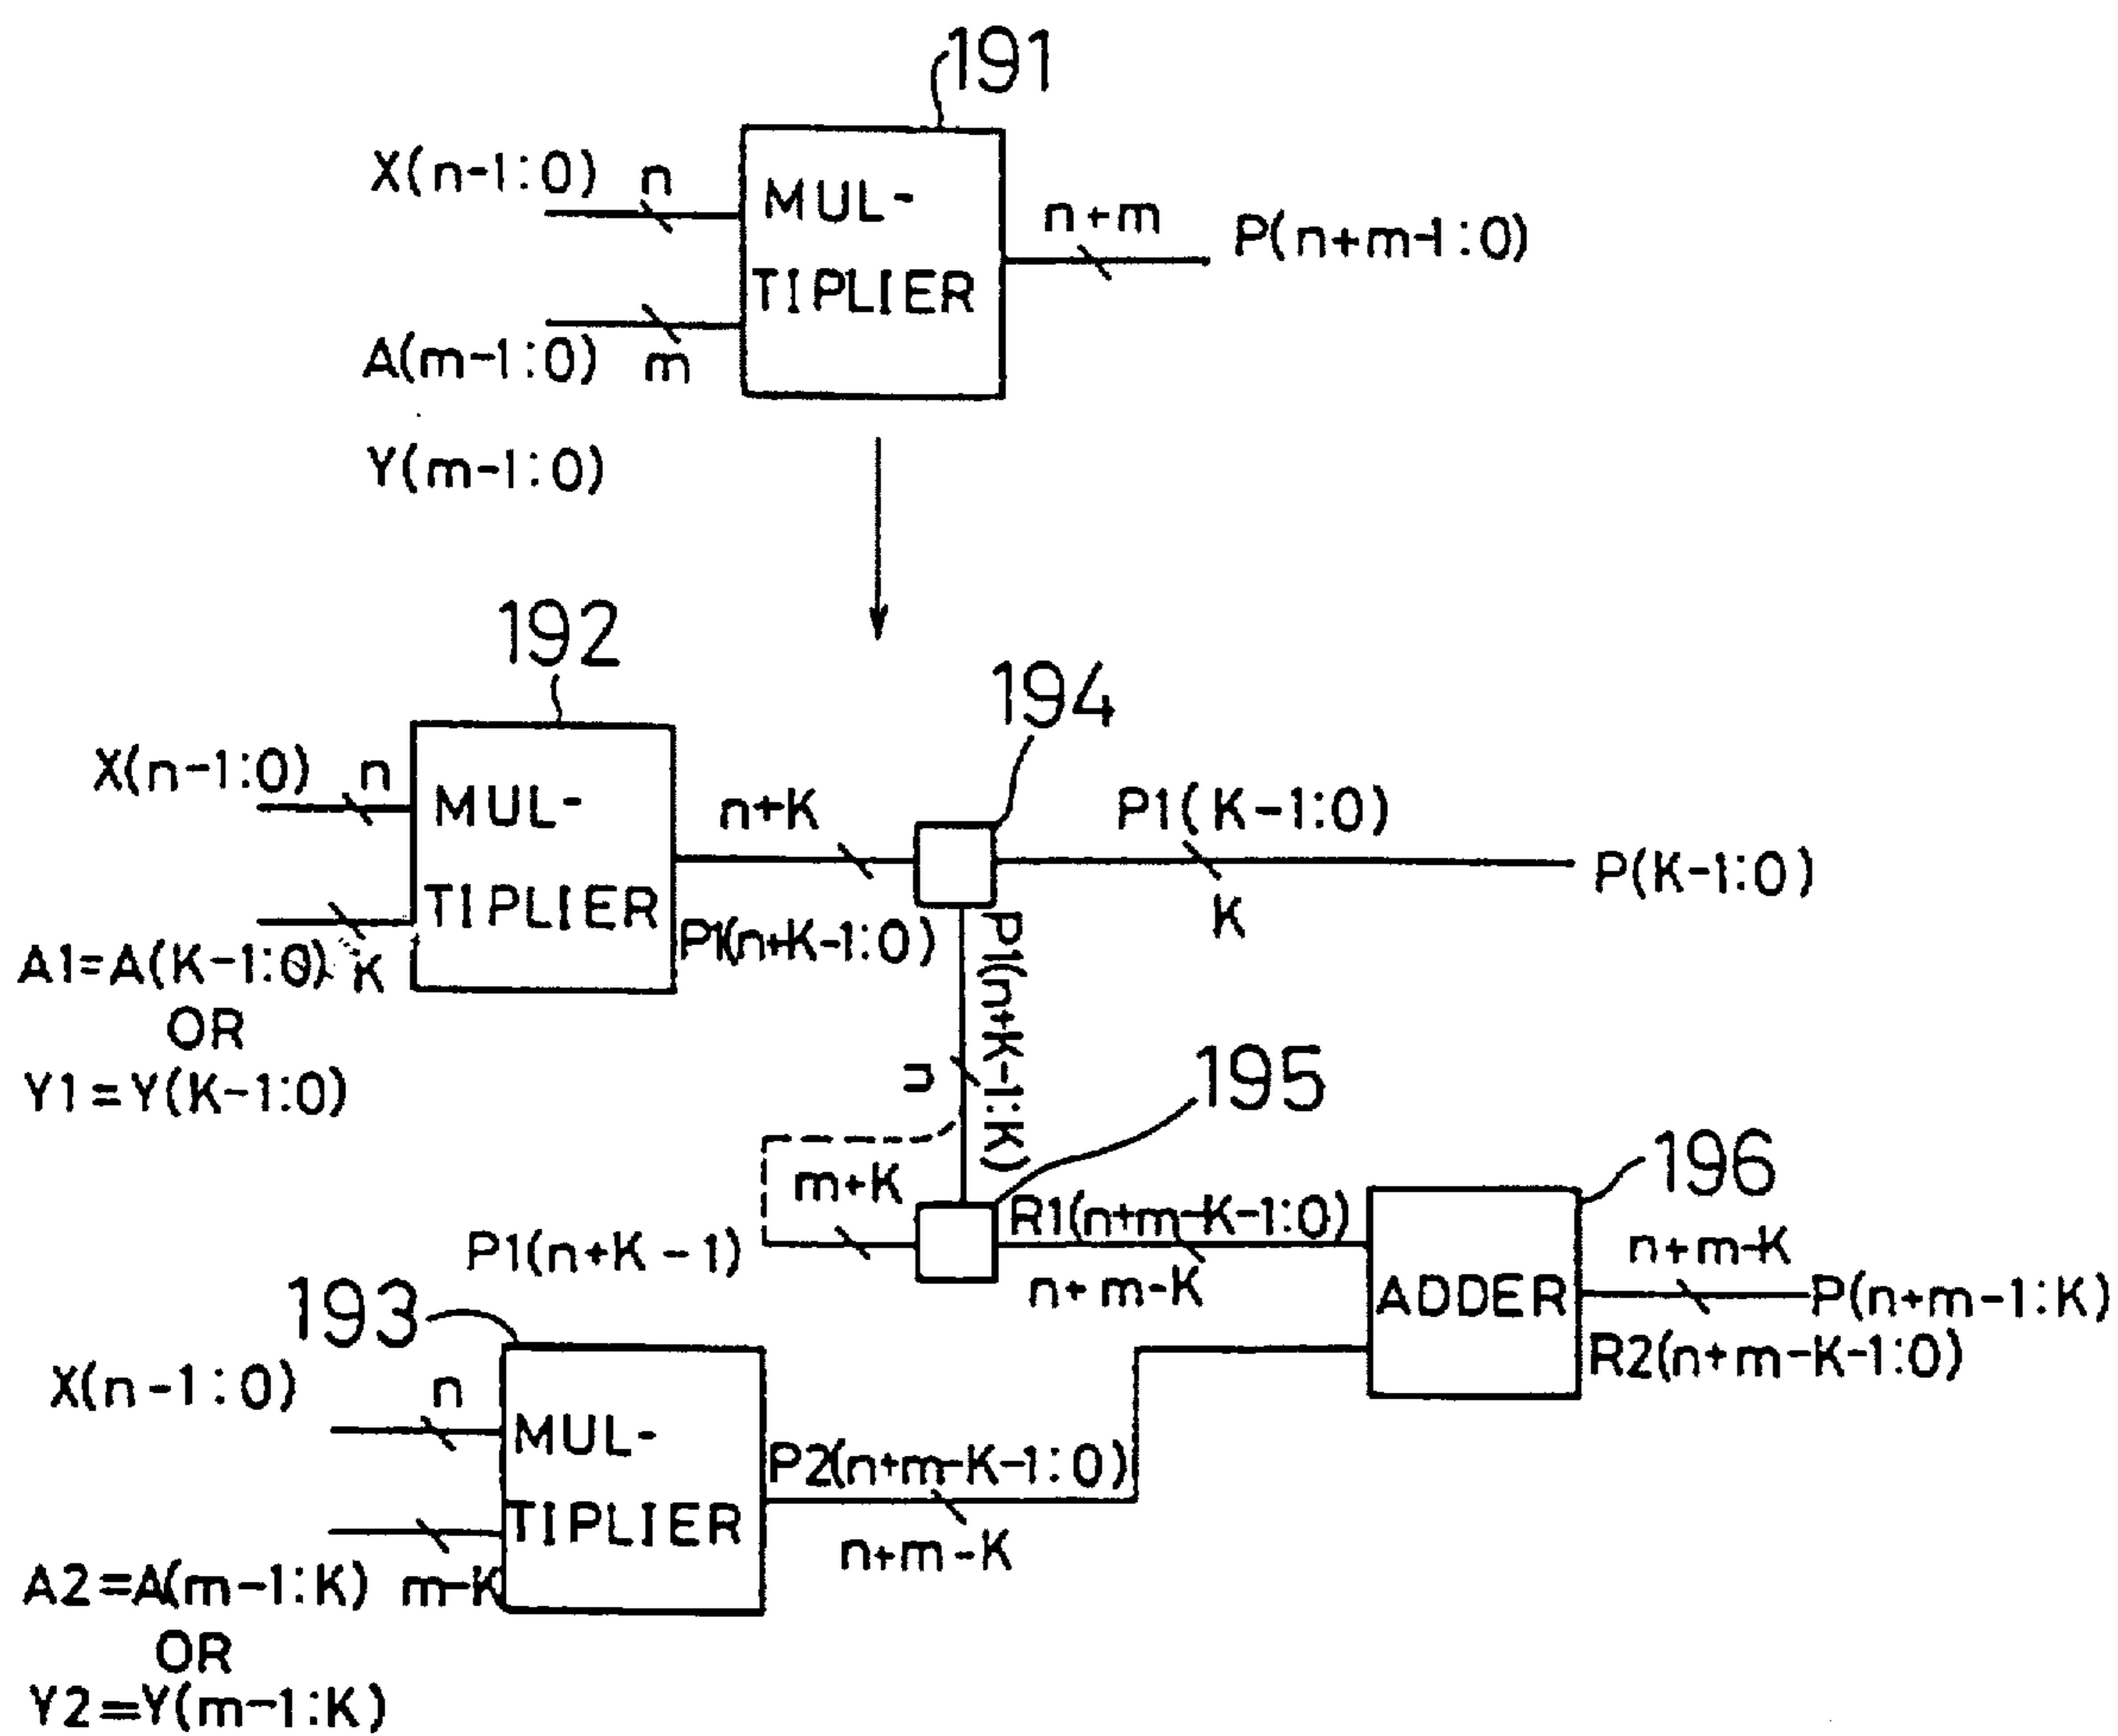 191
X(n-1:0) n
MUL-
TIPLIER
n+m
P(n+m-1:0)
A(m-1:0) m
Y(m-1:0)
192
194
X(n-1:0) n
MUL-
TIPLIER
n+K
P1(K-1:0)
P(K-1:0)
K
P1(n+K-1:0)
A1=A(K-1:0) K
OR
Y1=Y(K-1:0)
P1(n+K-1:K)
n
195
m+K
196
P1(n+K-1)
R1(n+m-K-1:0)
n+m-K
ADDER
n+m-K
P(n+m-1:K)
R2(n+m-K-1:0)
193
X(n-1:0) n
MUL-
TIPLIER
P2(n+m-K-1:0)
n+m-K
A2=A(m-1:K) m-K
OR
Y2=Y(m-1:K)